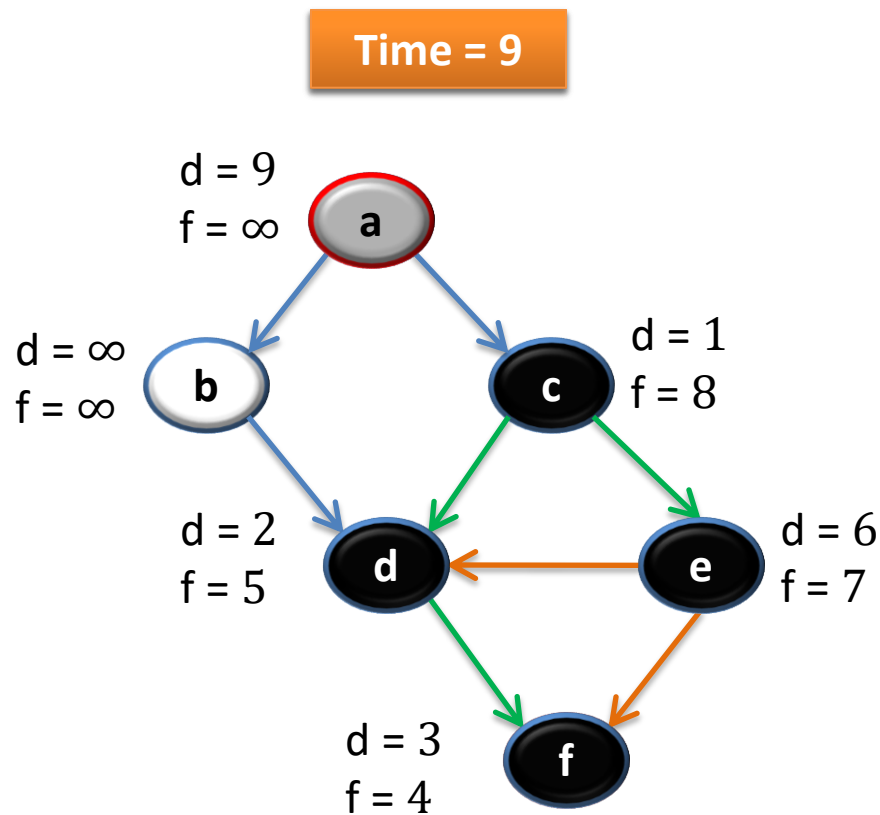 Time = 9
d = 9
f = ∞
a
d = ∞
f = ∞
b
c
d = 1
f = 8
d = 2
f = 5
d
e
d = 6
f = 7
d = 3
f = 4
f